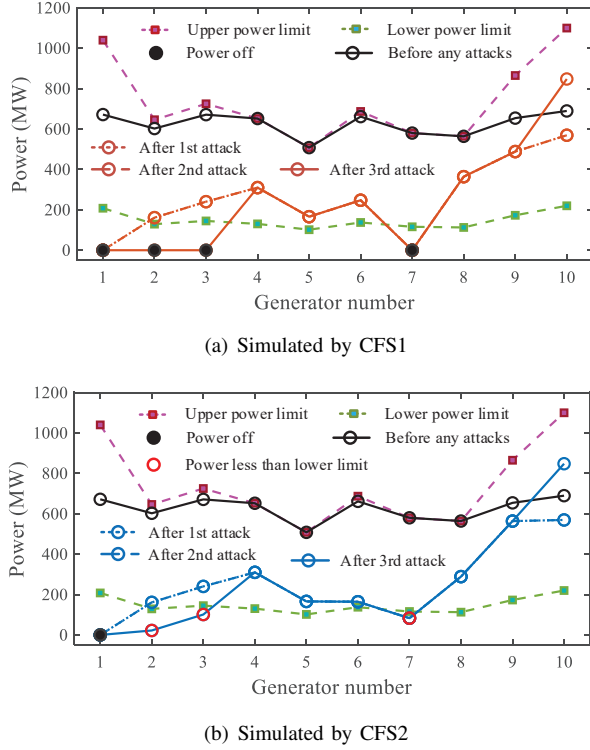 1200
1000
800
600
400
200
0
Power (MW)
Upper power limit
Lower power limit
Power off
Before any attacks
After 1st attack
After 2nd attack
After 3rd attack
1 2 3 4 5 6 7 8 9 10
Generator number
(a) Simulated by CFS1
1200
1000
800
600
400
200
0
Power (MW)
Upper power limit
Lower power limit
Power off
Before any attacks
Power less than lower limit
After 1st attack
After 2nd attack
After 3rd attack
1 2 3 4 5 6 7 8 9 10
Generator number
(b) Simulated by CFS2